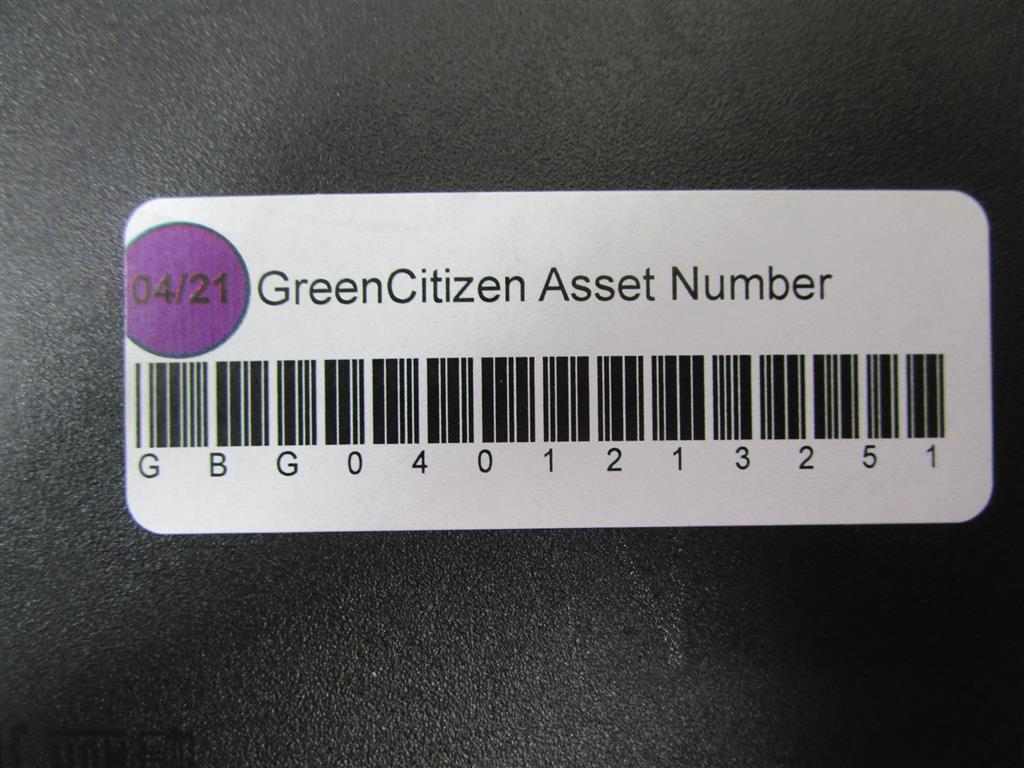 04/21 GreenCitizen Asset Number
G B G 0 4 0 1 2 1 3 2 5 1